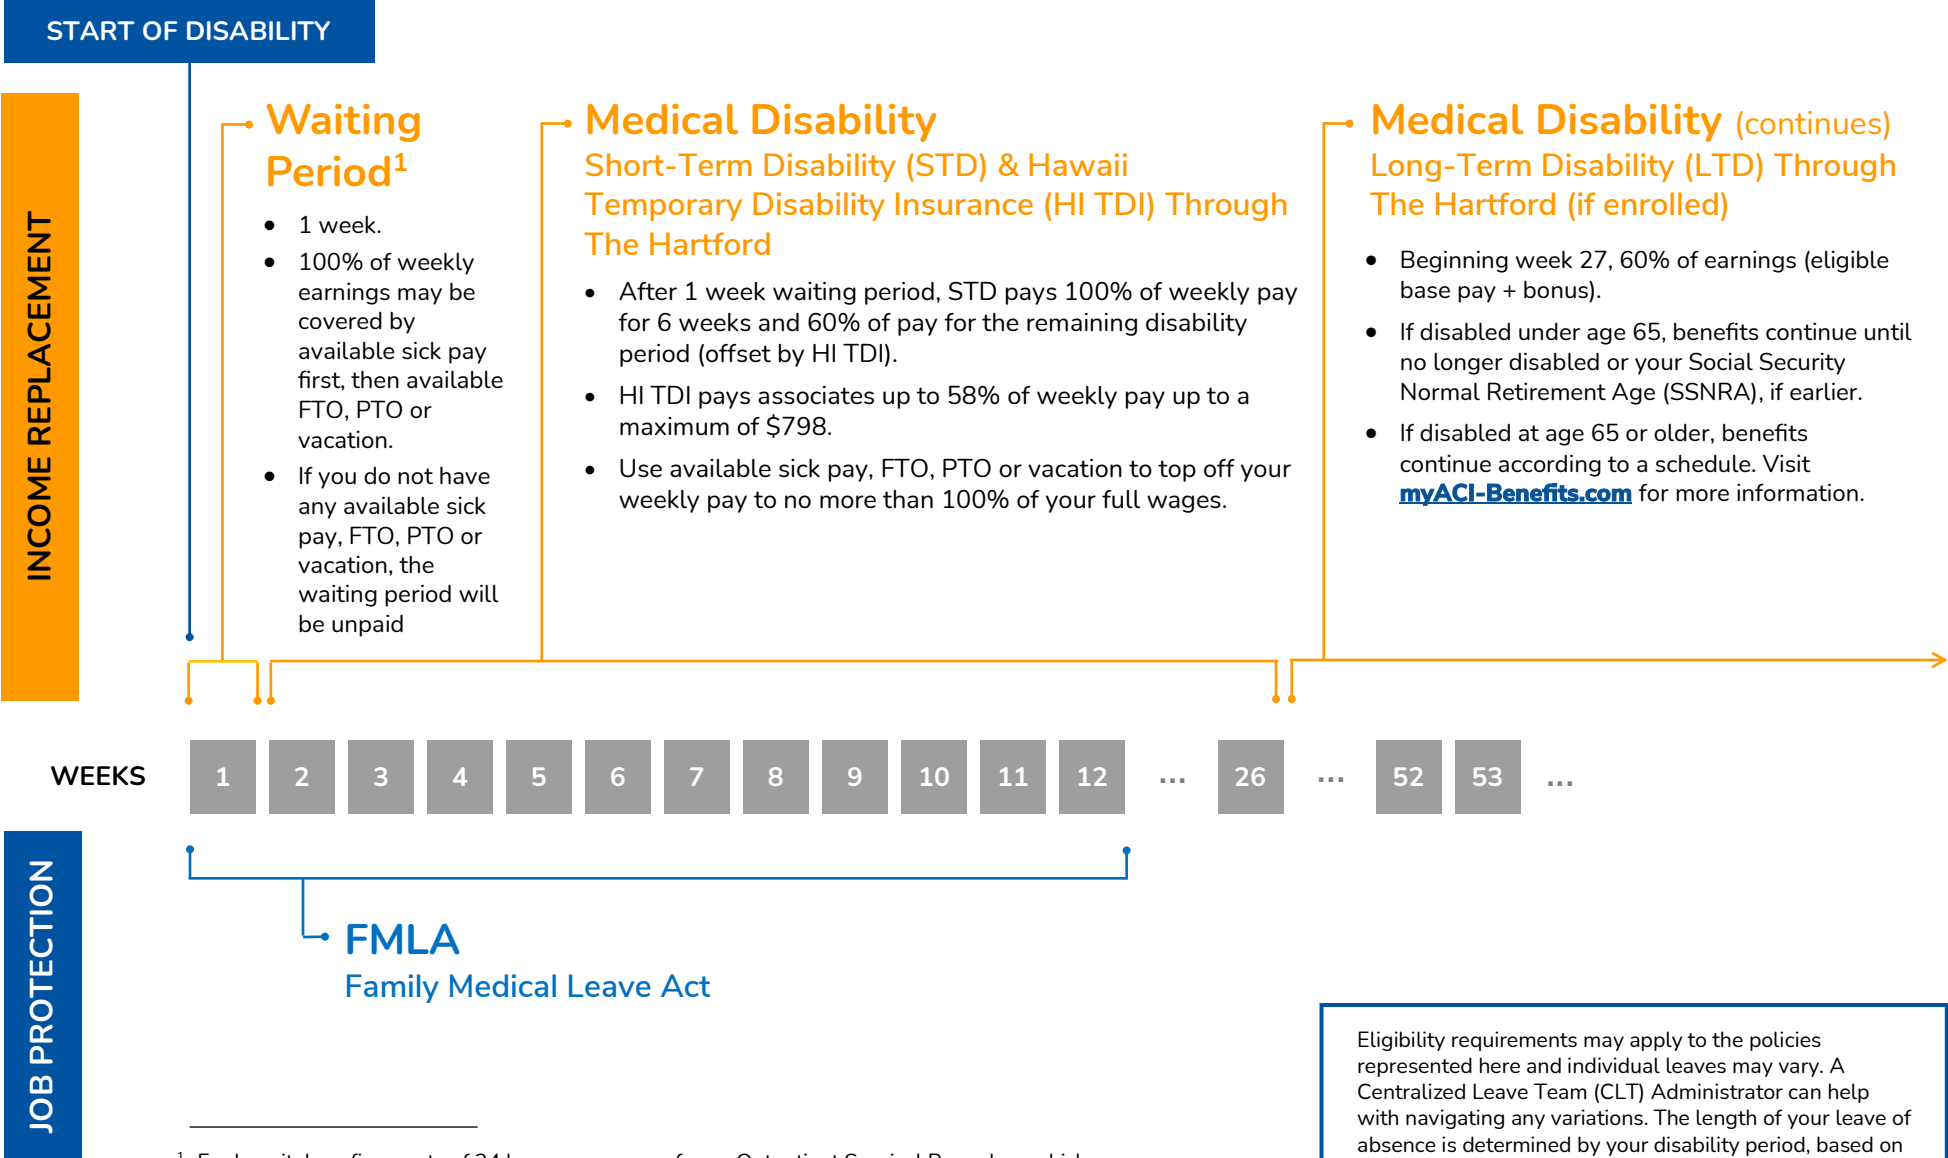 START OF DISABILITY
INCOME REPLACEMENT
Waiting
Period¹
• 1 week.
• 100% of weekly
earnings may be
covered by
available sick pay
first, then available
FTO, PTO or
vacation.
• If you do not have
any available sick
pay, FTO, PTO or
vacation, the
waiting period will
be unpaid
Medical Disability
Short-Term Disability (STD) & Hawaii
Temporary Disability Insurance (HI TDI) Through
The Hartford
• After 1 week waiting period, STD pays 100% of weekly pay
for 6 weeks and 60% of pay for the remaining disability
period (offset by HI TDI).
• HI TDI pays associates up to 58% of weekly pay up to a
maximum of $798.
• Use available sick pay, FTO, PTO or vacation to top off your
weekly pay to no more than 100% of your full wages.
Medical Disability (continues)
Long-Term Disability (LTD) Through
The Hartford (if enrolled)
• Beginning week 27, 60% of earnings (eligible
base pay + bonus).
• If disabled under age 65, benefits continue until
no longer disabled or your Social Security
Normal Retirement Age (SSNRA), if earlier.
• If disabled at age 65 or older, benefits
continue according to a schedule. Visit
myACI-Benefits.com for more information.
WEEKS 1 2 3 4 5 6 7 8 9 10 11 12 ... 26 ... 52 53 ...
JOB PROTECTION
FMLA
Family Medical Leave Act
Eligibility requirements may apply to the policies
represented here and individual leaves may vary. A
Centralized Leave Team (CLT) Administrator can help
with navigating any variations. The length of your leave of
absence is determined by your disability period, based on